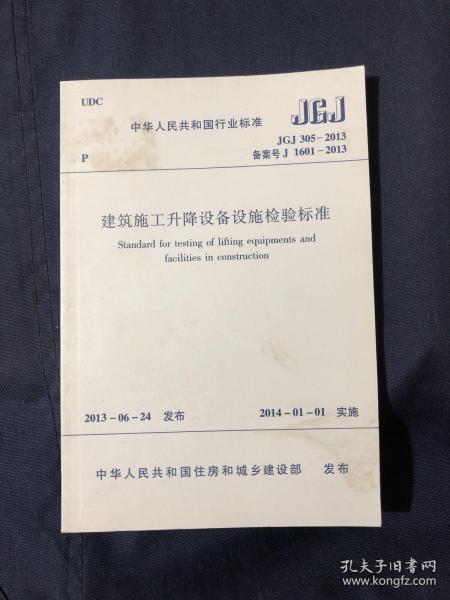 UDC
JGJ
中华人民共和国行业标准
P
JGJ 305-2013
备案号 J 1601-2013
建筑施工升降设备设施检验标准
Standard for testing of lifting equipments and
facilities in construction
2013-06-24 发布
2014-01-01 实施
中华人民共和国住房和城乡建设部 发布
孔夫子旧书网
www.kongfz.com